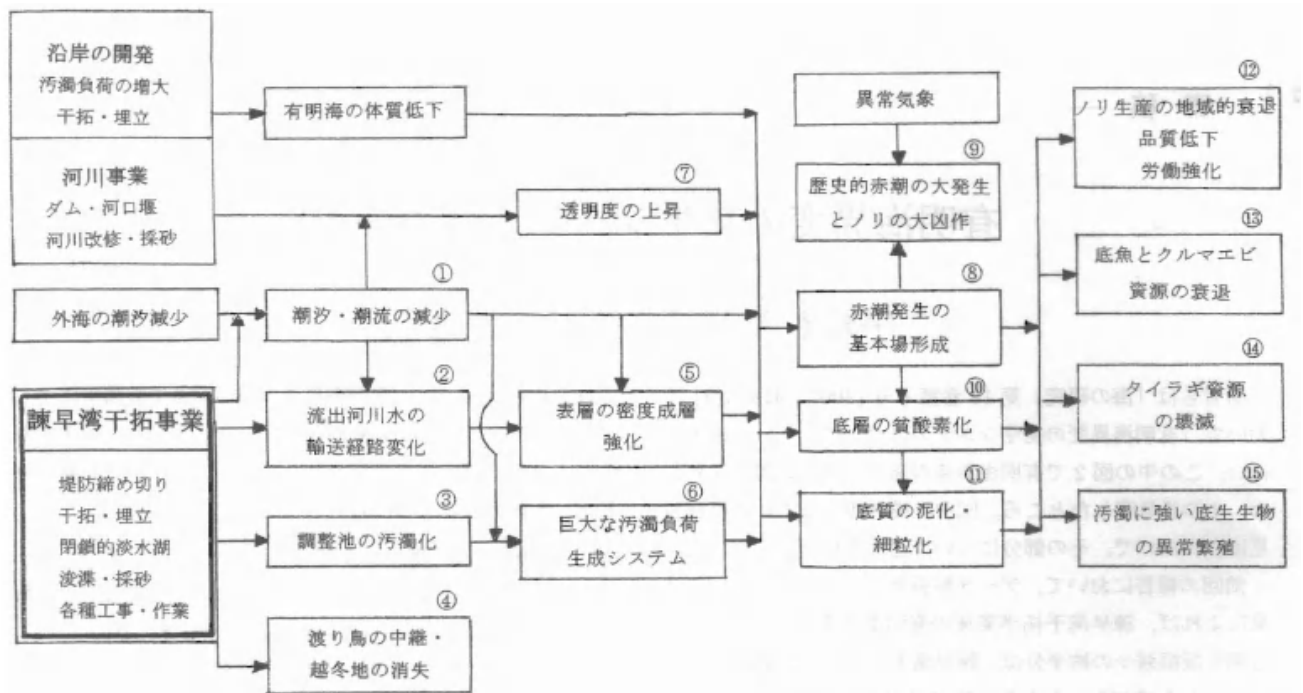 沿岸の開発
汚濁負荷の増大
干拓・埋立
河川事業
ダム・河口堰
河川改修・採砂
外海の潮汐減少
諫早湾干拓事業
堤防締め切り
干拓・埋立
閉鎖的淡水湖
浚渫・採砂
各種工事・作業
有明海の体質低下
①
潮汐・潮流の減少
②
流出河川水の
輸送経路変化
③
調整池の汚濁化
④
渡り鳥の中継・
越冬地の消失
⑦
透明度の上昇
⑤
表層の密度成層
強化
⑥
巨大な汚濁負荷
生成システム
異常気象
⑨
歴史的赤潮の大発生
とノリの大凶作
⑧
赤潮発生の
基本場形成
⑩
底層の貧酸素化
⑪
底質の泥化・
細粒化
⑫
ノリ生産の地域的衰退
品質低下
労働強化
⑬
底魚とクルマエビ
資源の衰退
⑭
タイラギ資源
の壊滅
⑮
汚濁に強い底生生物
の異常繁殖